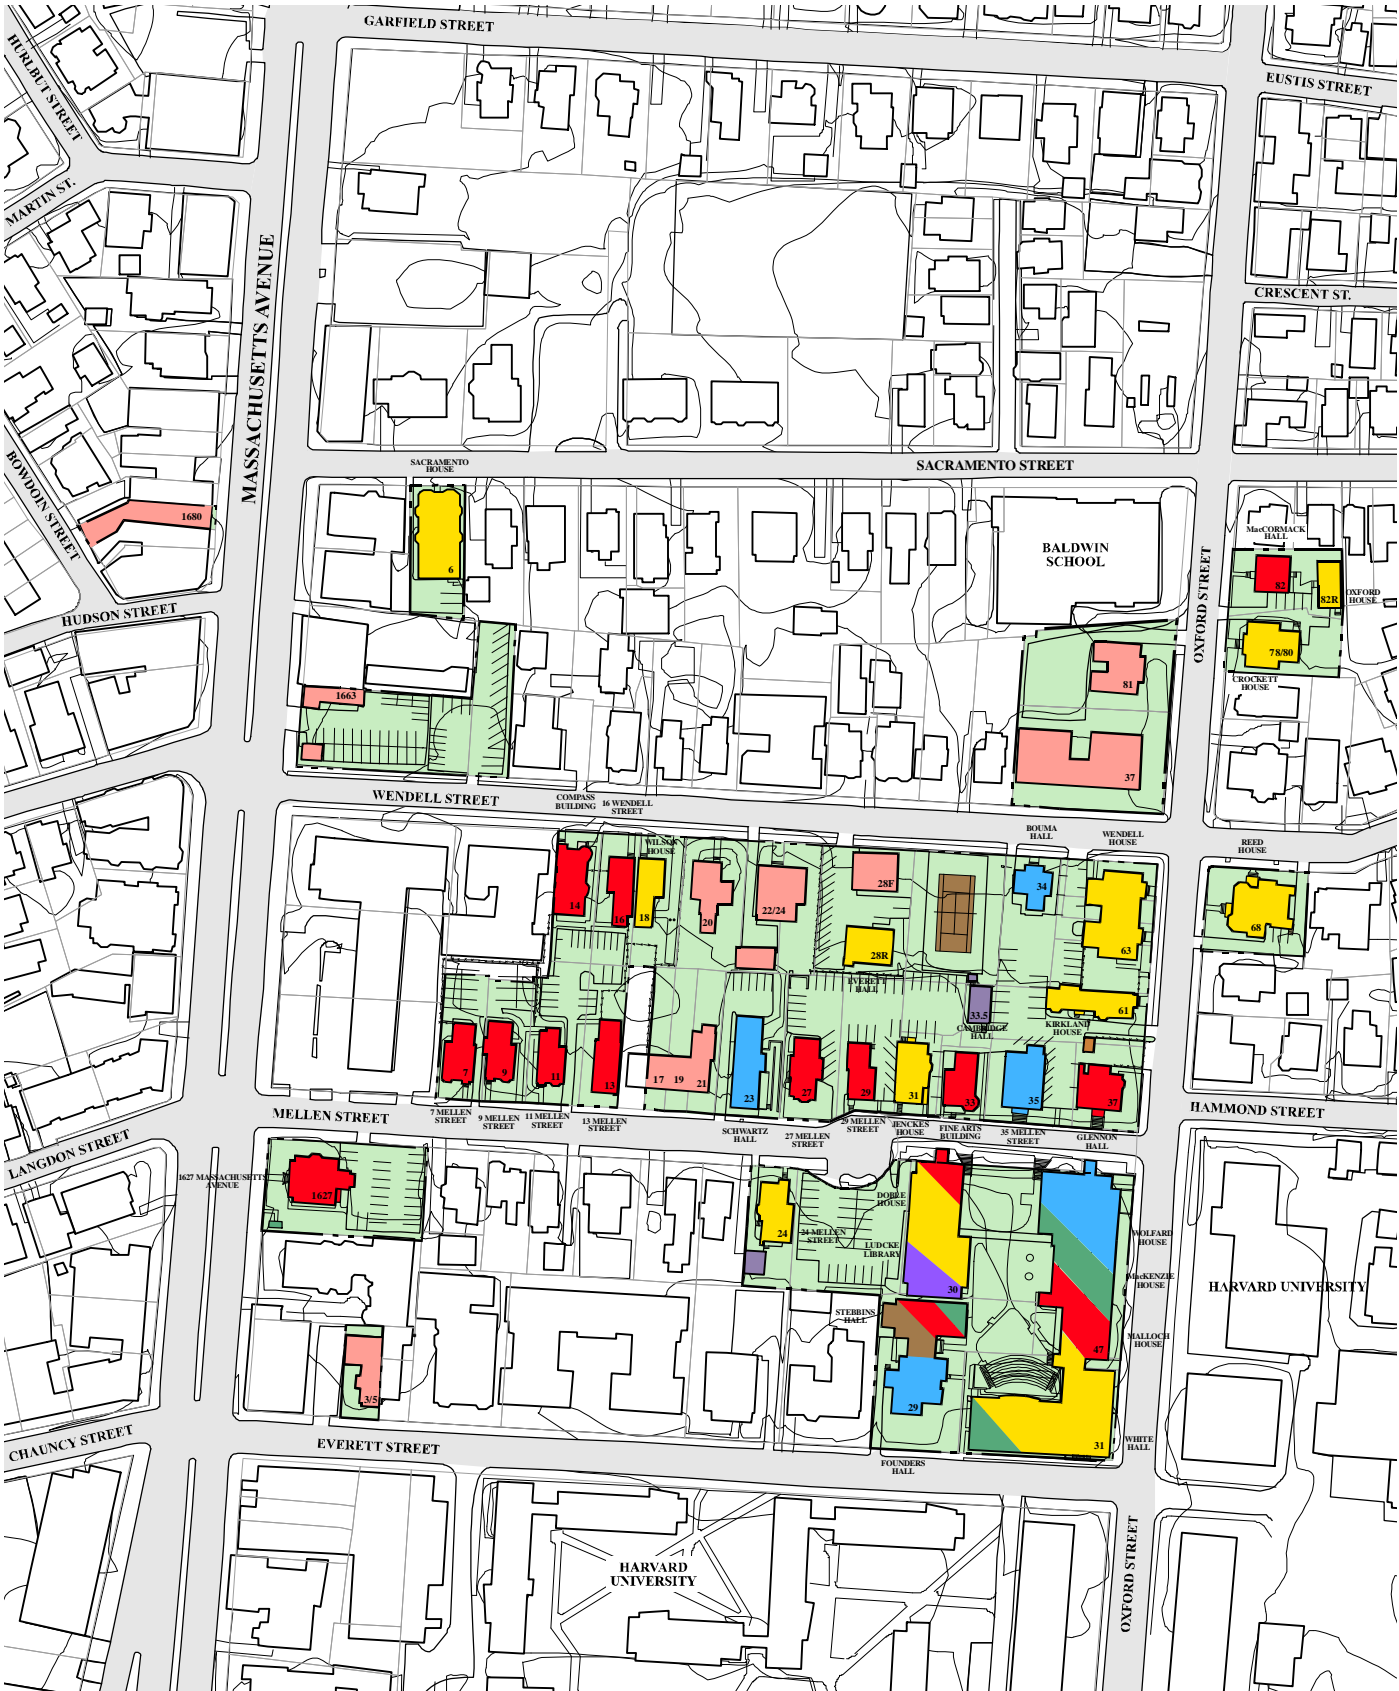 GARFIELD STREET
HURLBUT STREET
EUSTIS STREET
MARTIN ST.
MASSACHUSETTS AVENUE
CRESCENT ST.
SACRAMENTO
HOUSE
SACRAMENTO STREET
BOWDOIN STREET
1680
6
BALDWIN
SCHOOL
OXFORD STREET
MacCORMACK
HALL
82
82R
OXFORD
HOUSE
HUDSON STREET
78/80
81
CROCKETT
HOUSE
1663
37
WENDELL STREET
COMPASS
BUILDING
16 WENDELL
STREET
WILSON
HOUSE
BOUMA
HALL
WENDELL
HOUSE
REED
HOUSE
14
16
18
20
22/24
28F
34
28R
63
68
EVERETT
HALL
33.5
CAMBRIDGE
HALL
KIRKLAND
HOUSE
61
7
9
11
13
17
19
21
23
27
29
31
33
35
37
MELLEN STREET
7 MELLEN
STREET
9 MELLEN
STREET
11 MELLEN
STREET
13 MELLEN
STREET
SCHWARTZ
HALL
27 MELLEN
STREET
29 MELLEN
STREET
JENCKES
HOUSE
FINE ARTS
BUILDING
35 MELLEN
STREET
GLENNON
HALL
HAMMOND STREET
LANGDON STREET
1627 MASSACHUSETTS
AVENUE
1627
24
24 MELLEN
STREET
DOBLE
HOUSE
LUDCKE
LIBRARY
30
WOLFARD
HOUSE
MacKENZIE
HOUSE
HARVARD UNIVERSITY
STEBBINS
HALL
MALLOCH
HOUSE
47
3/5
29
31
WHITE
HALL
CHAUNCY STREET
EVERETT STREET
FOUNDERS
HALL
OXFORD STREET
HARVARD
UNIVERSITY